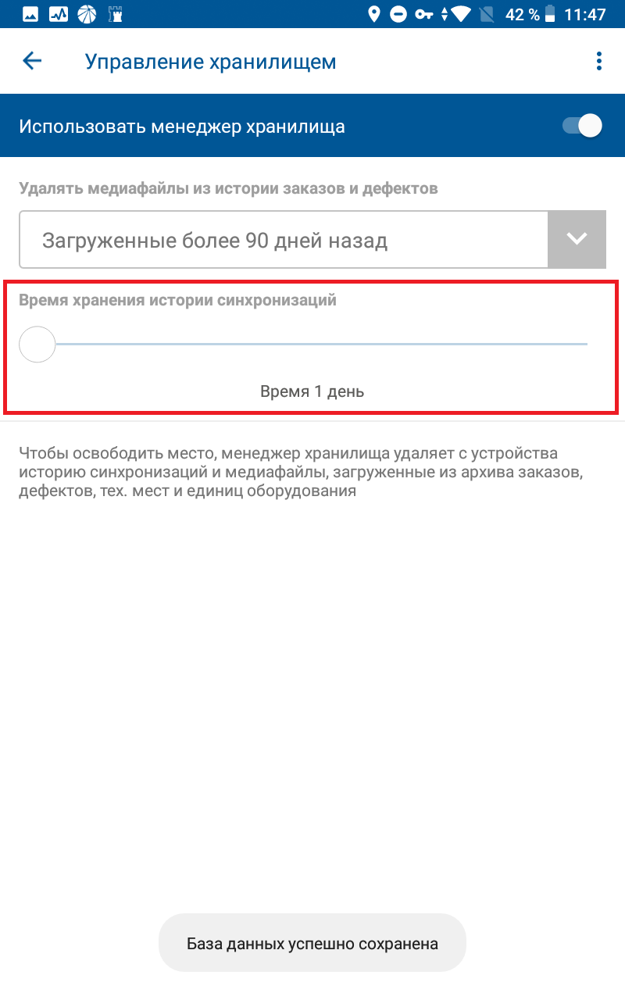 42 % 11:47
Управление хранилищем
Использовать менеджер хранилища
Удалять медиафайлы из истории заказов и дефектов
Загруженные более 90 дней назад
Время хранения истории синхронизаций
Время 1 день
Чтобы освободить место, менеджер хранилища удаляет с устройства
историю синхронизаций и медиафайлы, загруженные из архива заказов,
дефектов, тех. мест и единиц оборудования
База данных успешно сохранена